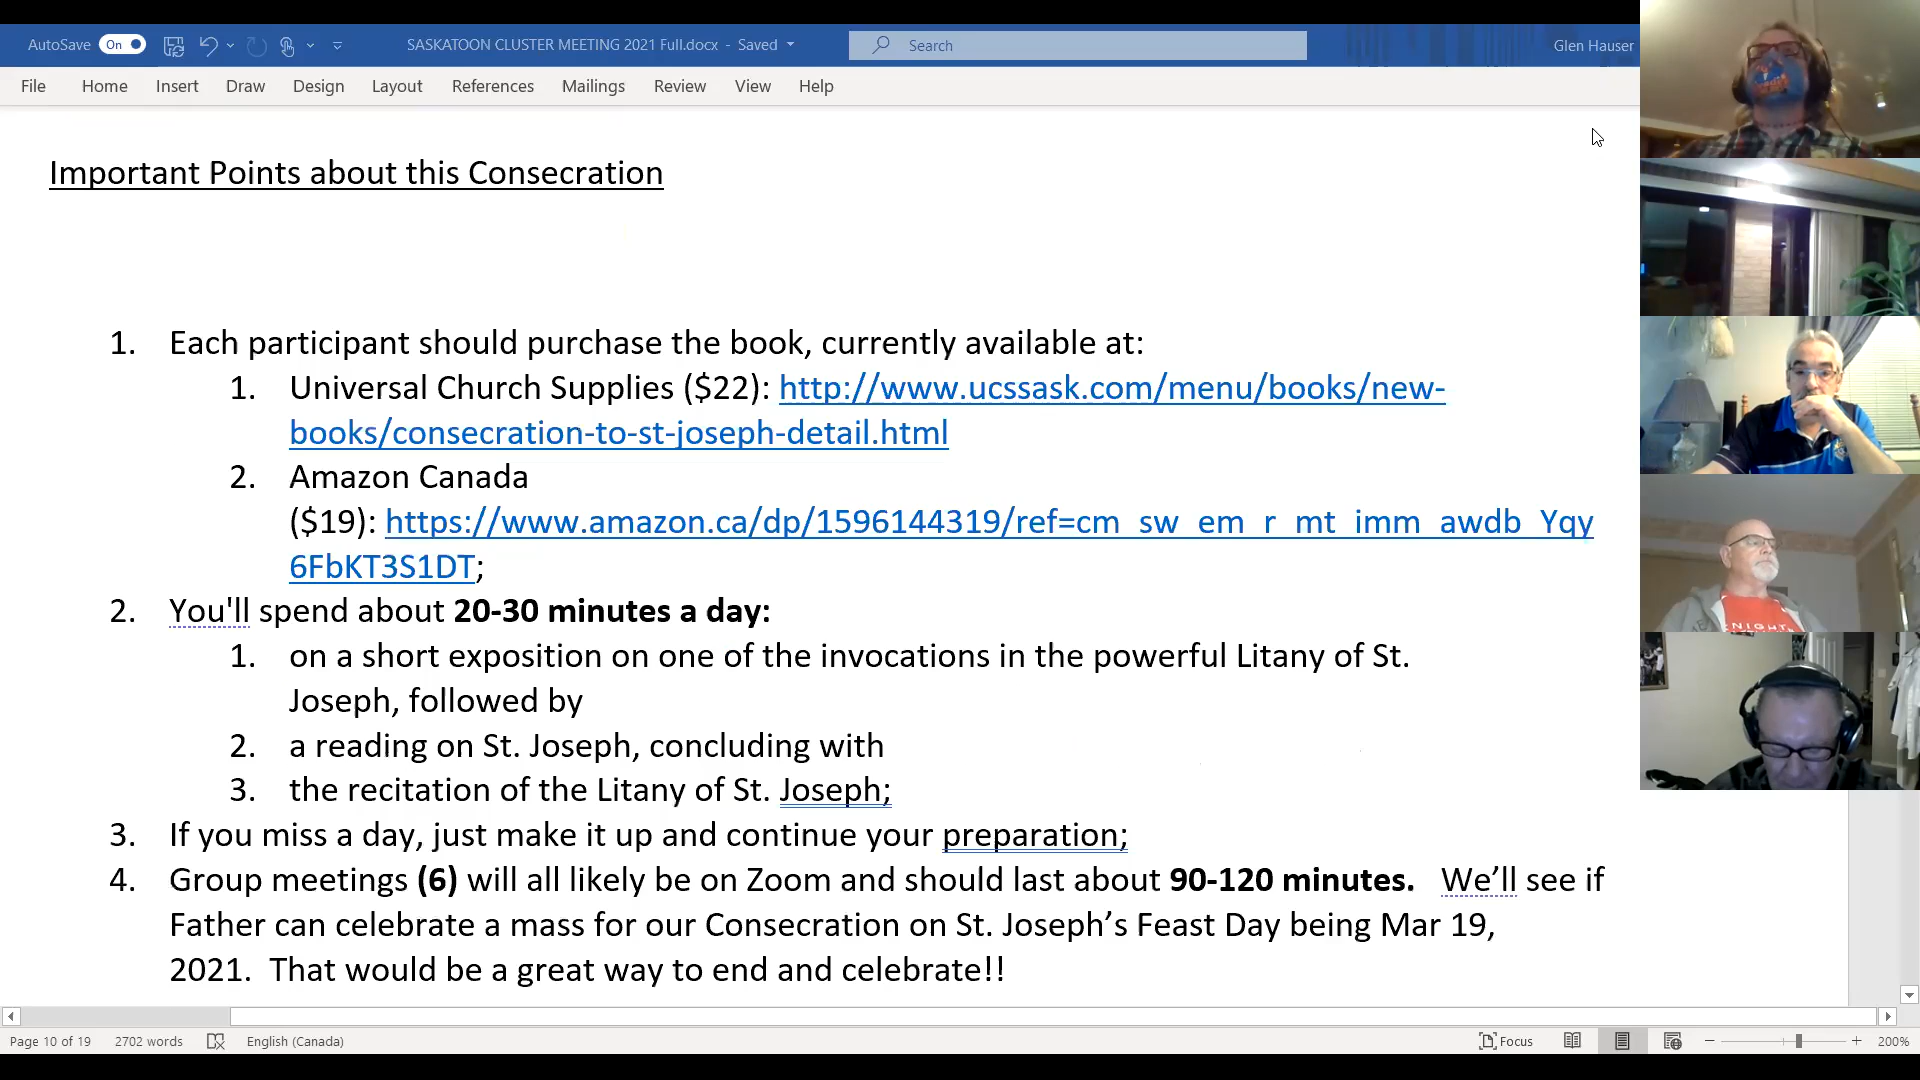 AutoSave On SASKATOON CLUSTER MEETING 2021 Full.docx - Saved Search Glen Hauser
File Home Insert Draw Design Layout References Mailings Review View Help
Important Points about this Consecration
1. Each participant should purchase the book, currently available at:
1. Universal Church Supplies ($22): http://www.ucssask.com/menu/books/new-
books/consecration-to-st-joseph-detail.html
2. Amazon Canada
($19): https://www.amazon.ca/dp/1596144319/ref=cm_sw_em_r_mt_imm_awdb_Yqy
6FbKT3S1DT;
2. You'll spend about 20-30 minutes a day:
1. on a short exposition on one of the invocations in the powerful Litany of St.
Joseph, followed by
2. a reading on St. Joseph, concluding with
3. the recitation of the Litany of St. Joseph;
3. If you miss a day, just make it up and continue your preparation;
4. Group meetings (6) will all likely be on Zoom and should last about 90-120 minutes. We’ll see if
Father can celebrate a mass for our Consecration on St. Joseph’s Feast Day being Mar 19,
2021. That would be a great way to end and celebrate!!
Page 10 of 19 2702 words English (Canada) Focus 200%